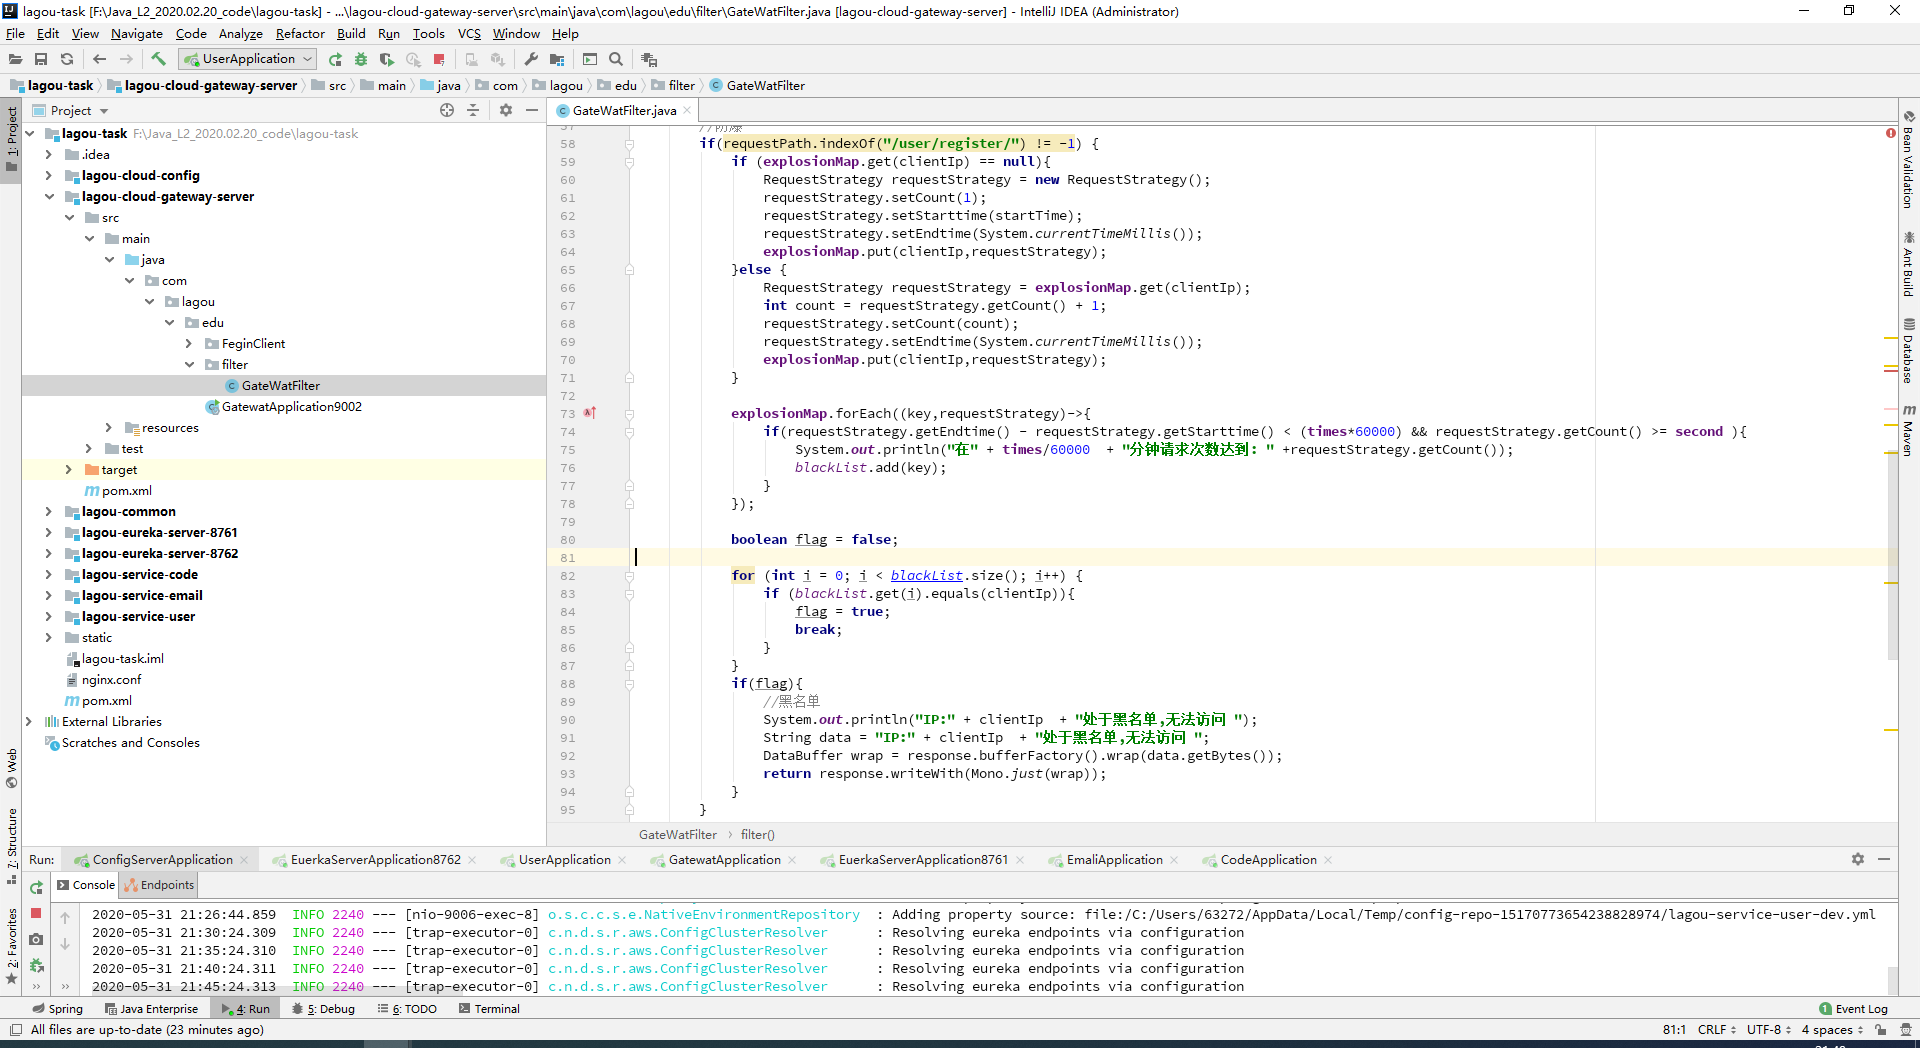 lagou-task [F:\Java_L2_2020.02.20_code\lagou-task] - ...\lagou-cloud-gateway-server\src\main\java\com\lagou\edu\filter\GateWatFilter.java [lagou-cloud-gateway-server] - IntelliJ IDEA (Administrator)
File Edit View Navigate Code Analyze Refactor Build Run Tools VCS Window Help
UserApplication
lagou-task lagou-cloud-gateway-server src main java com lagou edu filter GateWatFilter
Project
GateWatFilter.java
1: Project
lagou-task F:\Java_L2_2020.02.20_code\lagou-task
.idea
lagou-cloud-config
lagou-cloud-gateway-server
src
main
java
com
lagou
edu
FeginClient
filter
GateWatFilter
GatewatApplication9002
resources
test
target
pom.xml
lagou-common
lagou-eureka-server-8761
lagou-eureka-server-8762
lagou-service-code
lagou-service-email
lagou-service-user
static
lagou-task.iml
nginx.conf
pom.xml
External Libraries
Scratches and Consoles
57 //防爆
58 if(requestPath.indexOf("/user/register/") != -1) {
59 if (explosionMap.get(clientIp) == null){
60 RequestStrategy requestStrategy = new RequestStrategy();
61 requestStrategy.setCount(1);
62 requestStrategy.setStarttime(startTime);
63 requestStrategy.setEndtime(System.currentTimeMillis());
64 explosionMap.put(clientIp,requestStrategy);
65 }else {
66 RequestStrategy requestStrategy = explosionMap.get(clientIp);
67 int count = requestStrategy.getCount() + 1;
68 requestStrategy.setCount(count);
69 requestStrategy.setEndtime(System.currentTimeMillis());
70 explosionMap.put(clientIp,requestStrategy);
71 }
72
73 explosionMap.forEach((key,requestStrategy)->{
74 if(requestStrategy.getEndtime() - requestStrategy.getStarttime() < (times*60000) && requestStrategy.getCount() >= second ){
75 System.out.println("在" + times/60000  + "分钟请求次数达到: " +requestStrategy.getCount());
76 blackList.add(key);
77 }
78 });
79
80 boolean flag = false;
81
82 for (int i = 0; i < blackList.size(); i++) {
83 if (blackList.get(i).equals(clientIp)){
84 flag = true;
85 break;
86 }
87 }
88 if(flag){
89 //黑名单
90 System.out.println("IP:" + clientIp  + "处于黑名单,无法访问 ");
91 String data = "IP:" + clientIp  + "处于黑名单,无法访问 ";
92 DataBuffer wrap = response.bufferFactory().wrap(data.getBytes());
93 return response.writeWith(Mono.just(wrap));
94 }
95 }
GateWatFilter filter()
Bean Validation
Ant Build
Database
Maven
Web
7: Structure
2: Favorites
Run: ConfigServerApplication EuerkaServerApplication8762 UserApplication GatewatApplication EuerkaServerApplication8761 EmaliApplication CodeApplication
Console Endpoints
2020-05-31 21:26:44.859 INFO 2240 --- [nio-9006-exec-8] o.s.c.c.s.e.NativeEnvironmentRepository : Adding property source: file:/C:/Users/63272/AppData/Local/Temp/config-repo-15170773654238828974/lagou-service-user-dev.yml
2020-05-31 21:30:24.309 INFO 2240 --- [trap-executor-0] c.n.d.s.r.aws.ConfigClusterResolver : Resolving eureka endpoints via configuration
2020-05-31 21:35:24.310 INFO 2240 --- [trap-executor-0] c.n.d.s.r.aws.ConfigClusterResolver : Resolving eureka endpoints via configuration
2020-05-31 21:40:24.311 INFO 2240 --- [trap-executor-0] c.n.d.s.r.aws.ConfigClusterResolver : Resolving eureka endpoints via configuration
2020-05-31 21:45:24.313 INFO 2240 --- [trap-executor-0] c.n.d.s.r.aws.ConfigClusterResolver : Resolving eureka endpoints via configuration
Spring Java Enterprise 4: Run 5: Debug 6: TODO Terminal 1 Event Log
All files are up-to-date (23 minutes ago) 81:1 CRLF UTF-8 4 spaces